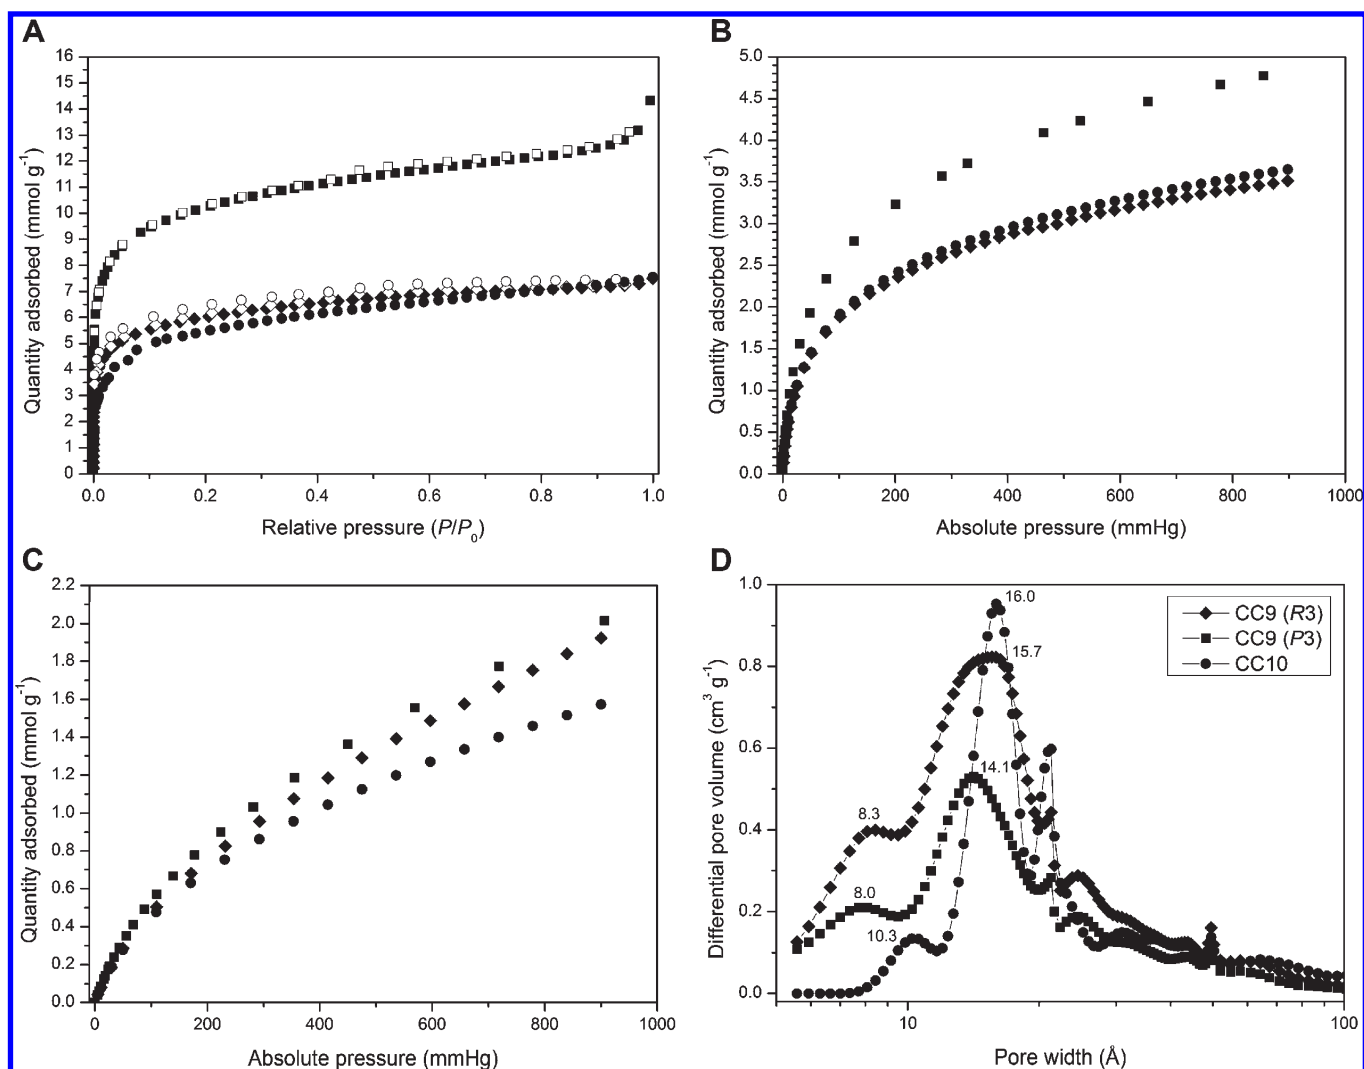 A
16
15
14
13
12
11
10
9
8
7
6
5
4
3
2
1
0
Quantity adsorbed (mmol g⁻¹)
0.0 0.2 0.4 0.6 0.8 1.0
Relative pressure (P/P₀)
B
5.0
4.5
4.0
3.5
3.0
2.5
2.0
1.5
1.0
0.5
0.0
Quantity adsorbed (mmol g⁻¹)
0 200 400 600 800 1000
Absolute pressure (mmHg)
C
2.2
2.0
1.8
1.6
1.4
1.2
1.0
0.8
0.6
0.4
0.2
0.0
Quantity adsorbed (mmol g⁻¹)
0 200 400 600 800 1000
Absolute pressure (mmHg)
D
1.0
0.8
0.6
0.4
0.2
0.0
Differential pore volume (cm³ g⁻¹)
16.0
15.7
14.1
8.3
8.0
10.3
CC9 (R3)
CC9 (P3)
CC10
10 100
Pore width (Å)